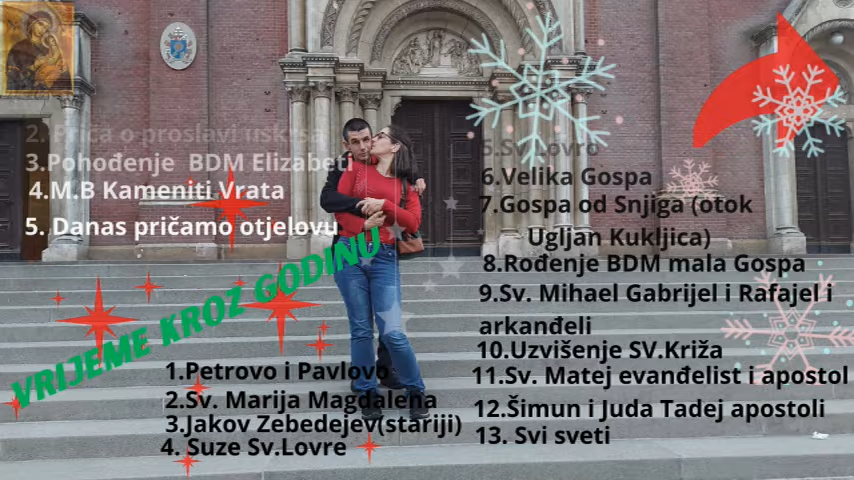 2. Priča o proslavi uskrsa
3.Pohođenje BDM Elizabeti
4.M.B Kameniti Vrata
5. Danas pričamo otjelovu
VRIJEME KROZ GODINU
1.Petrovo i Pavlovo
2.Sv. Marija Magdalena
3.Jakov Zebedejev(stariji)
4. Suze Sv.Lovre
5.Sv.Lovro
6.Velika Gospa
7.Gospa od Snjiga (otok
Ugljan Kukljica)
8.Rođenje BDM mala Gospa
9.Sv. Mihael Gabrijel i Rafajel i
arkanđeli
10.Uzvišenje SV.Križa
11.Sv. Matej evanđelist i apostol
12.Šimun i Juda Tadej apostoli
13. Svi sveti